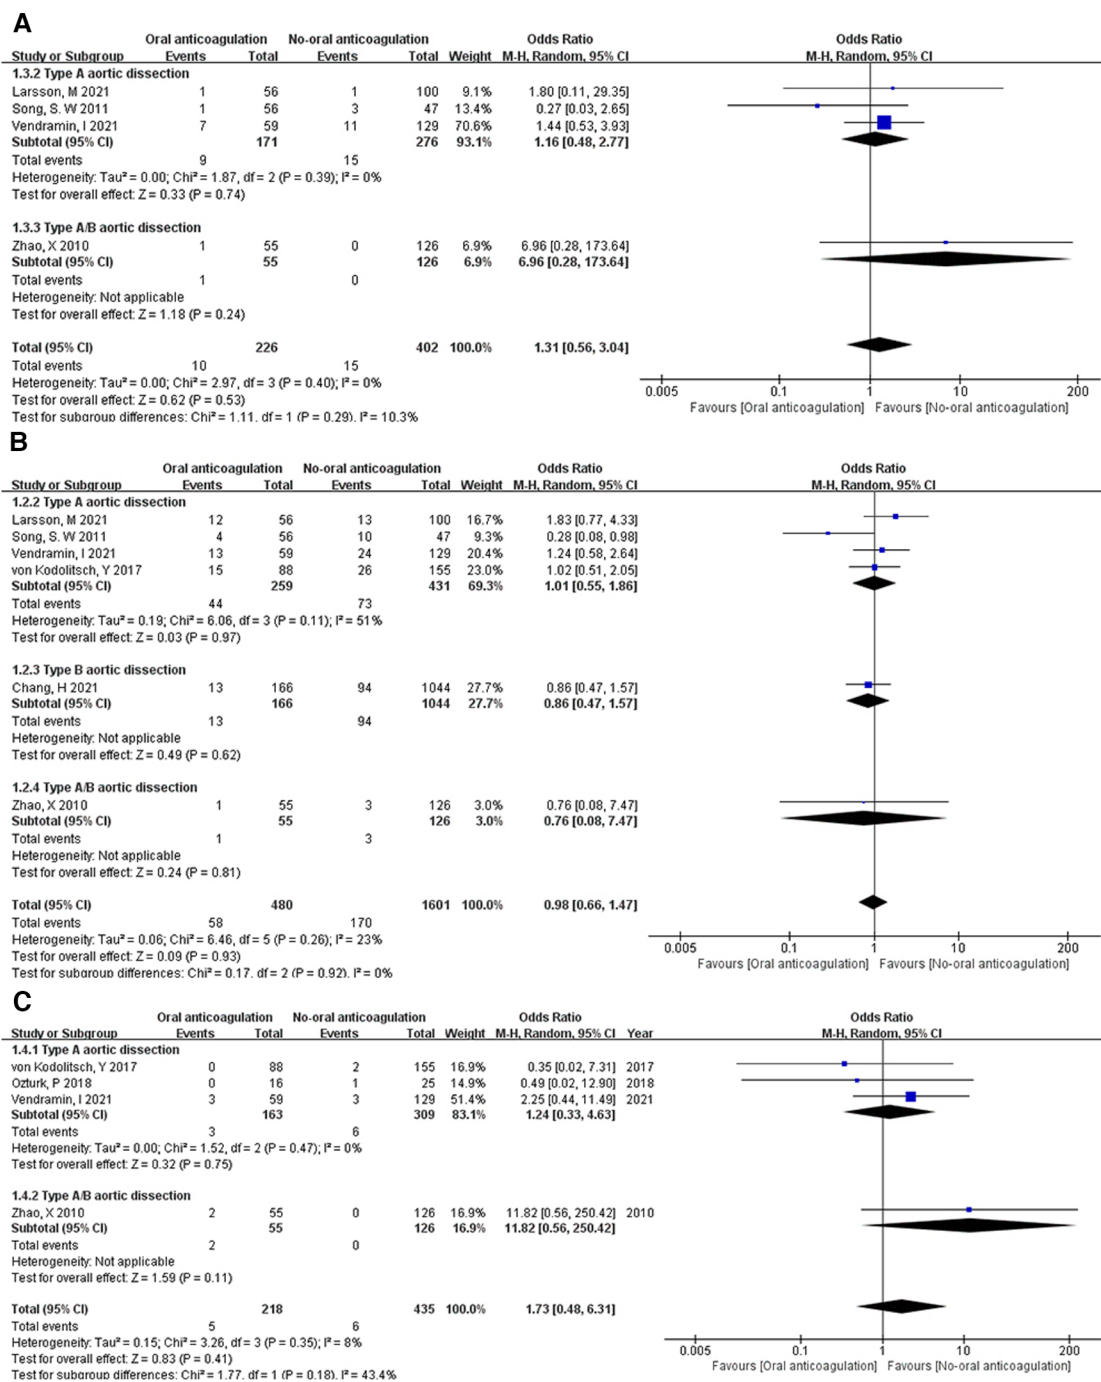 A
Oral anticoagulation No-oral anticoagulation Odds Ratio Odds Ratio
Study or Subgroup Events Total Events Total Weight M-H, Random, 95% CI M-H, Random, 95% CI
1.3.2 Type A aortic dissection
Larsson, M 2021 1 56 1 100 9.1% 1.80 [0.11, 29.35]
Song, S. W 2011 1 56 3 47 13.4% 0.27 [0.03, 2.65]
Vendramin, I 2021 7 59 11 129 70.6% 1.44 [0.53, 3.93]
Subtotal (95% CI) 171 276 93.1% 1.16 [0.48, 2.77]
Total events 9 15
Heterogeneity: Tau² = 0.00; Chi² = 1.87, df = 2 (P = 0.39); I² = 0%
Test for overall effect: Z = 0.33 (P = 0.74)
1.3.3 Type A/B aortic dissection
Zhao, X 2010 1 55 0 126 6.9% 6.96 [0.28, 173.64]
Subtotal (95% CI) 55 126 6.9% 6.96 [0.28, 173.64]
Total events 1 0
Heterogeneity: Not applicable
Test for overall effect: Z = 1.18 (P = 0.24)
Total (95% CI) 226 402 100.0% 1.31 [0.56, 3.04]
Total events 10 15
Heterogeneity: Tau² = 0.00; Chi² = 2.97, df = 3 (P = 0.40); I² = 0%
Test for overall effect: Z = 0.62 (P = 0.53)
Test for subgroup differences: Chi² = 1.11, df = 1 (P = 0.29), I² = 10.3%
0.005 0.1 1 10 200
Favours [Oral anticoagulation] Favours [No-oral anticoagulation]
B
Oral anticoagulation No-oral anticoagulation Odds Ratio Odds Ratio
Study or Subgroup Events Total Events Total Weight M-H, Random, 95% CI M-H, Random, 95% CI
1.2.2 Type A aortic dissection
Larsson, M 2021 12 56 13 100 16.7% 1.83 [0.77, 4.33]
Song, S. W 2011 4 56 10 47 9.3% 0.28 [0.08, 0.98]
Vendramin, I 2021 13 59 24 129 20.4% 1.24 [0.58, 2.64]
von Kodolitsch, Y 2017 15 88 26 155 23.0% 1.02 [0.51, 2.05]
Subtotal (95% CI) 259 431 69.3% 1.01 [0.55, 1.86]
Total events 44 73
Heterogeneity: Tau² = 0.19; Chi² = 6.06, df = 3 (P = 0.11); I² = 51%
Test for overall effect: Z = 0.03 (P = 0.97)
1.2.3 Type B aortic dissection
Chang, H 2021 13 166 94 1044 27.7% 0.86 [0.47, 1.57]
Subtotal (95% CI) 166 1044 27.7% 0.86 [0.47, 1.57]
Total events 13 94
Heterogeneity: Not applicable
Test for overall effect: Z = 0.49 (P = 0.62)
1.2.4 Type A/B aortic dissection
Zhao, X 2010 1 55 3 126 3.0% 0.76 [0.08, 7.47]
Subtotal (95% CI) 55 126 3.0% 0.76 [0.08, 7.47]
Total events 1 3
Heterogeneity: Not applicable
Test for overall effect: Z = 0.24 (P = 0.81)
Total (95% CI) 480 1601 100.0% 0.98 [0.66, 1.47]
Total events 58 170
Heterogeneity: Tau² = 0.06; Chi² = 6.46, df = 5 (P = 0.26); I² = 23%
Test for overall effect: Z = 0.09 (P = 0.93)
Test for subgroup differences: Chi² = 0.17, df = 2 (P = 0.92), I² = 0%
0.005 0.1 1 10 200
Favours [Oral anticoagulation] Favours [No-oral anticoagulation]
C
Oral anticoagulation No-oral anticoagulation Odds Ratio Odds Ratio
Study or Subgroup Events Total Events Total Weight M-H, Random, 95% CI Year M-H, Random, 95% CI
1.4.1 Type A aortic dissection
von Kodolitsch, Y 2017 0 88 2 155 16.9% 0.35 [0.02, 7.31] 2017
Ozturk, P 2018 0 16 1 25 14.9% 0.49 [0.02, 12.90] 2018
Vendramin, I 2021 3 59 3 129 51.4% 2.25 [0.44, 11.49] 2021
Subtotal (95% CI) 163 309 83.1% 1.24 [0.33, 4.63]
Total events 3 6
Heterogeneity: Tau² = 0.00; Chi² = 1.52, df = 2 (P = 0.47); I² = 0%
Test for overall effect: Z = 0.32 (P = 0.75)
1.4.2 Type A/B aortic dissection
Zhao, X 2010 2 55 0 126 16.9% 11.82 [0.56, 250.42] 2010
Subtotal (95% CI) 55 126 16.9% 11.82 [0.56, 250.42]
Total events 2 0
Heterogeneity: Not applicable
Test for overall effect: Z = 1.59 (P = 0.11)
Total (95% CI) 218 435 100.0% 1.73 [0.48, 6.31]
Total events 5 6
Heterogeneity: Tau² = 0.15; Chi² = 3.26, df = 3 (P = 0.35); I² = 8%
Test for overall effect: Z = 0.83 (P = 0.41)
Test for subgroup differences: Chi² = 1.77, df = 1 (P = 0.18), I² = 43.4%
0.005 0.1 1 10 200
Favours [Oral anticoagulation] Favours [No-oral anticoagulation]